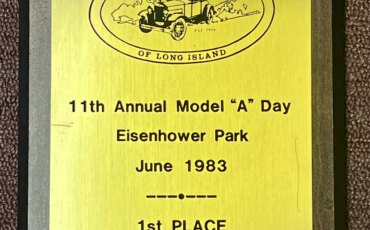 OF LONG ISLAND
11th Annual Model "A" Day
Eisenhower Park
June 1983
1st. PLACE